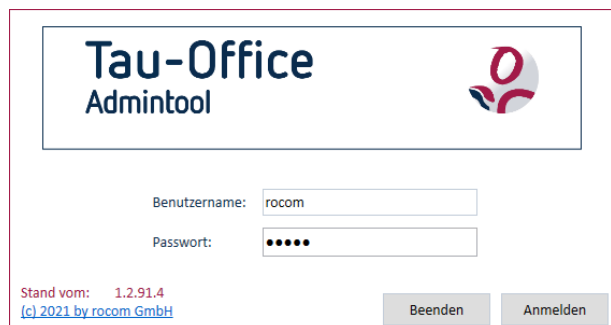 Tau-Office
Admintool
Benutzername: rocom
Passwort: •••••
Stand vom: 1.2.91.4
(c) 2021 by rocom GmbH
Beenden Anmelden